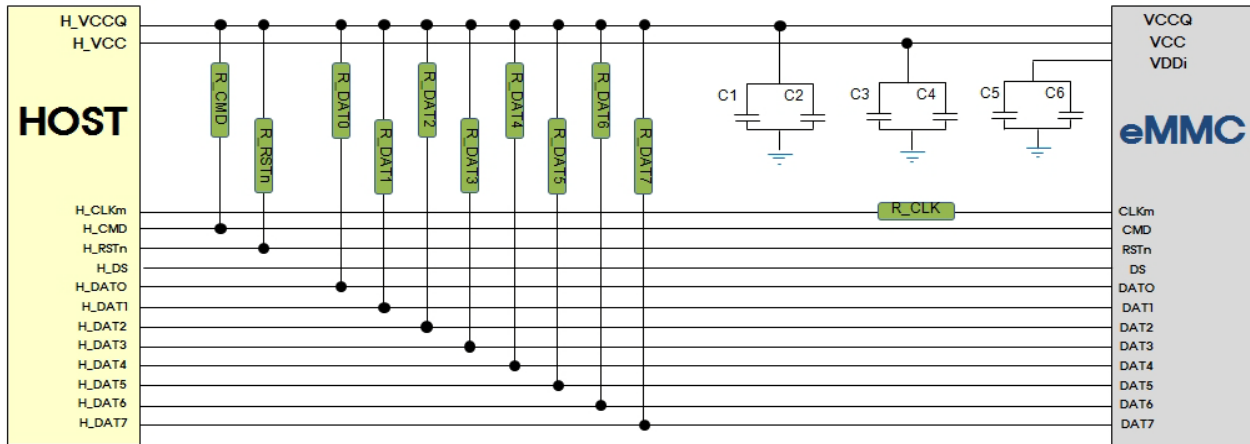 H_VCCQ
H_VCC
HOST
H_CLKm
H_CMD
H_RSTn
H_DS
H_DAT0
H_DAT1
H_DAT2
H_DAT3
H_DAT4
H_DAT5
H_DAT6
H_DAT7
R_CMD
R_RSTn
R_DAT0
R_DAT1
R_DAT2
R_DAT3
R_DAT4
R_DAT5
R_DAT6
R_DAT7
C1
C2
C3
C4
C5
C6
R_CLK
VCCQ
VCC
VDDi
eMMC
CLKm
CMD
RSTn
DS
DAT0
DAT1
DAT2
DAT3
DAT4
DAT5
DAT6
DAT7